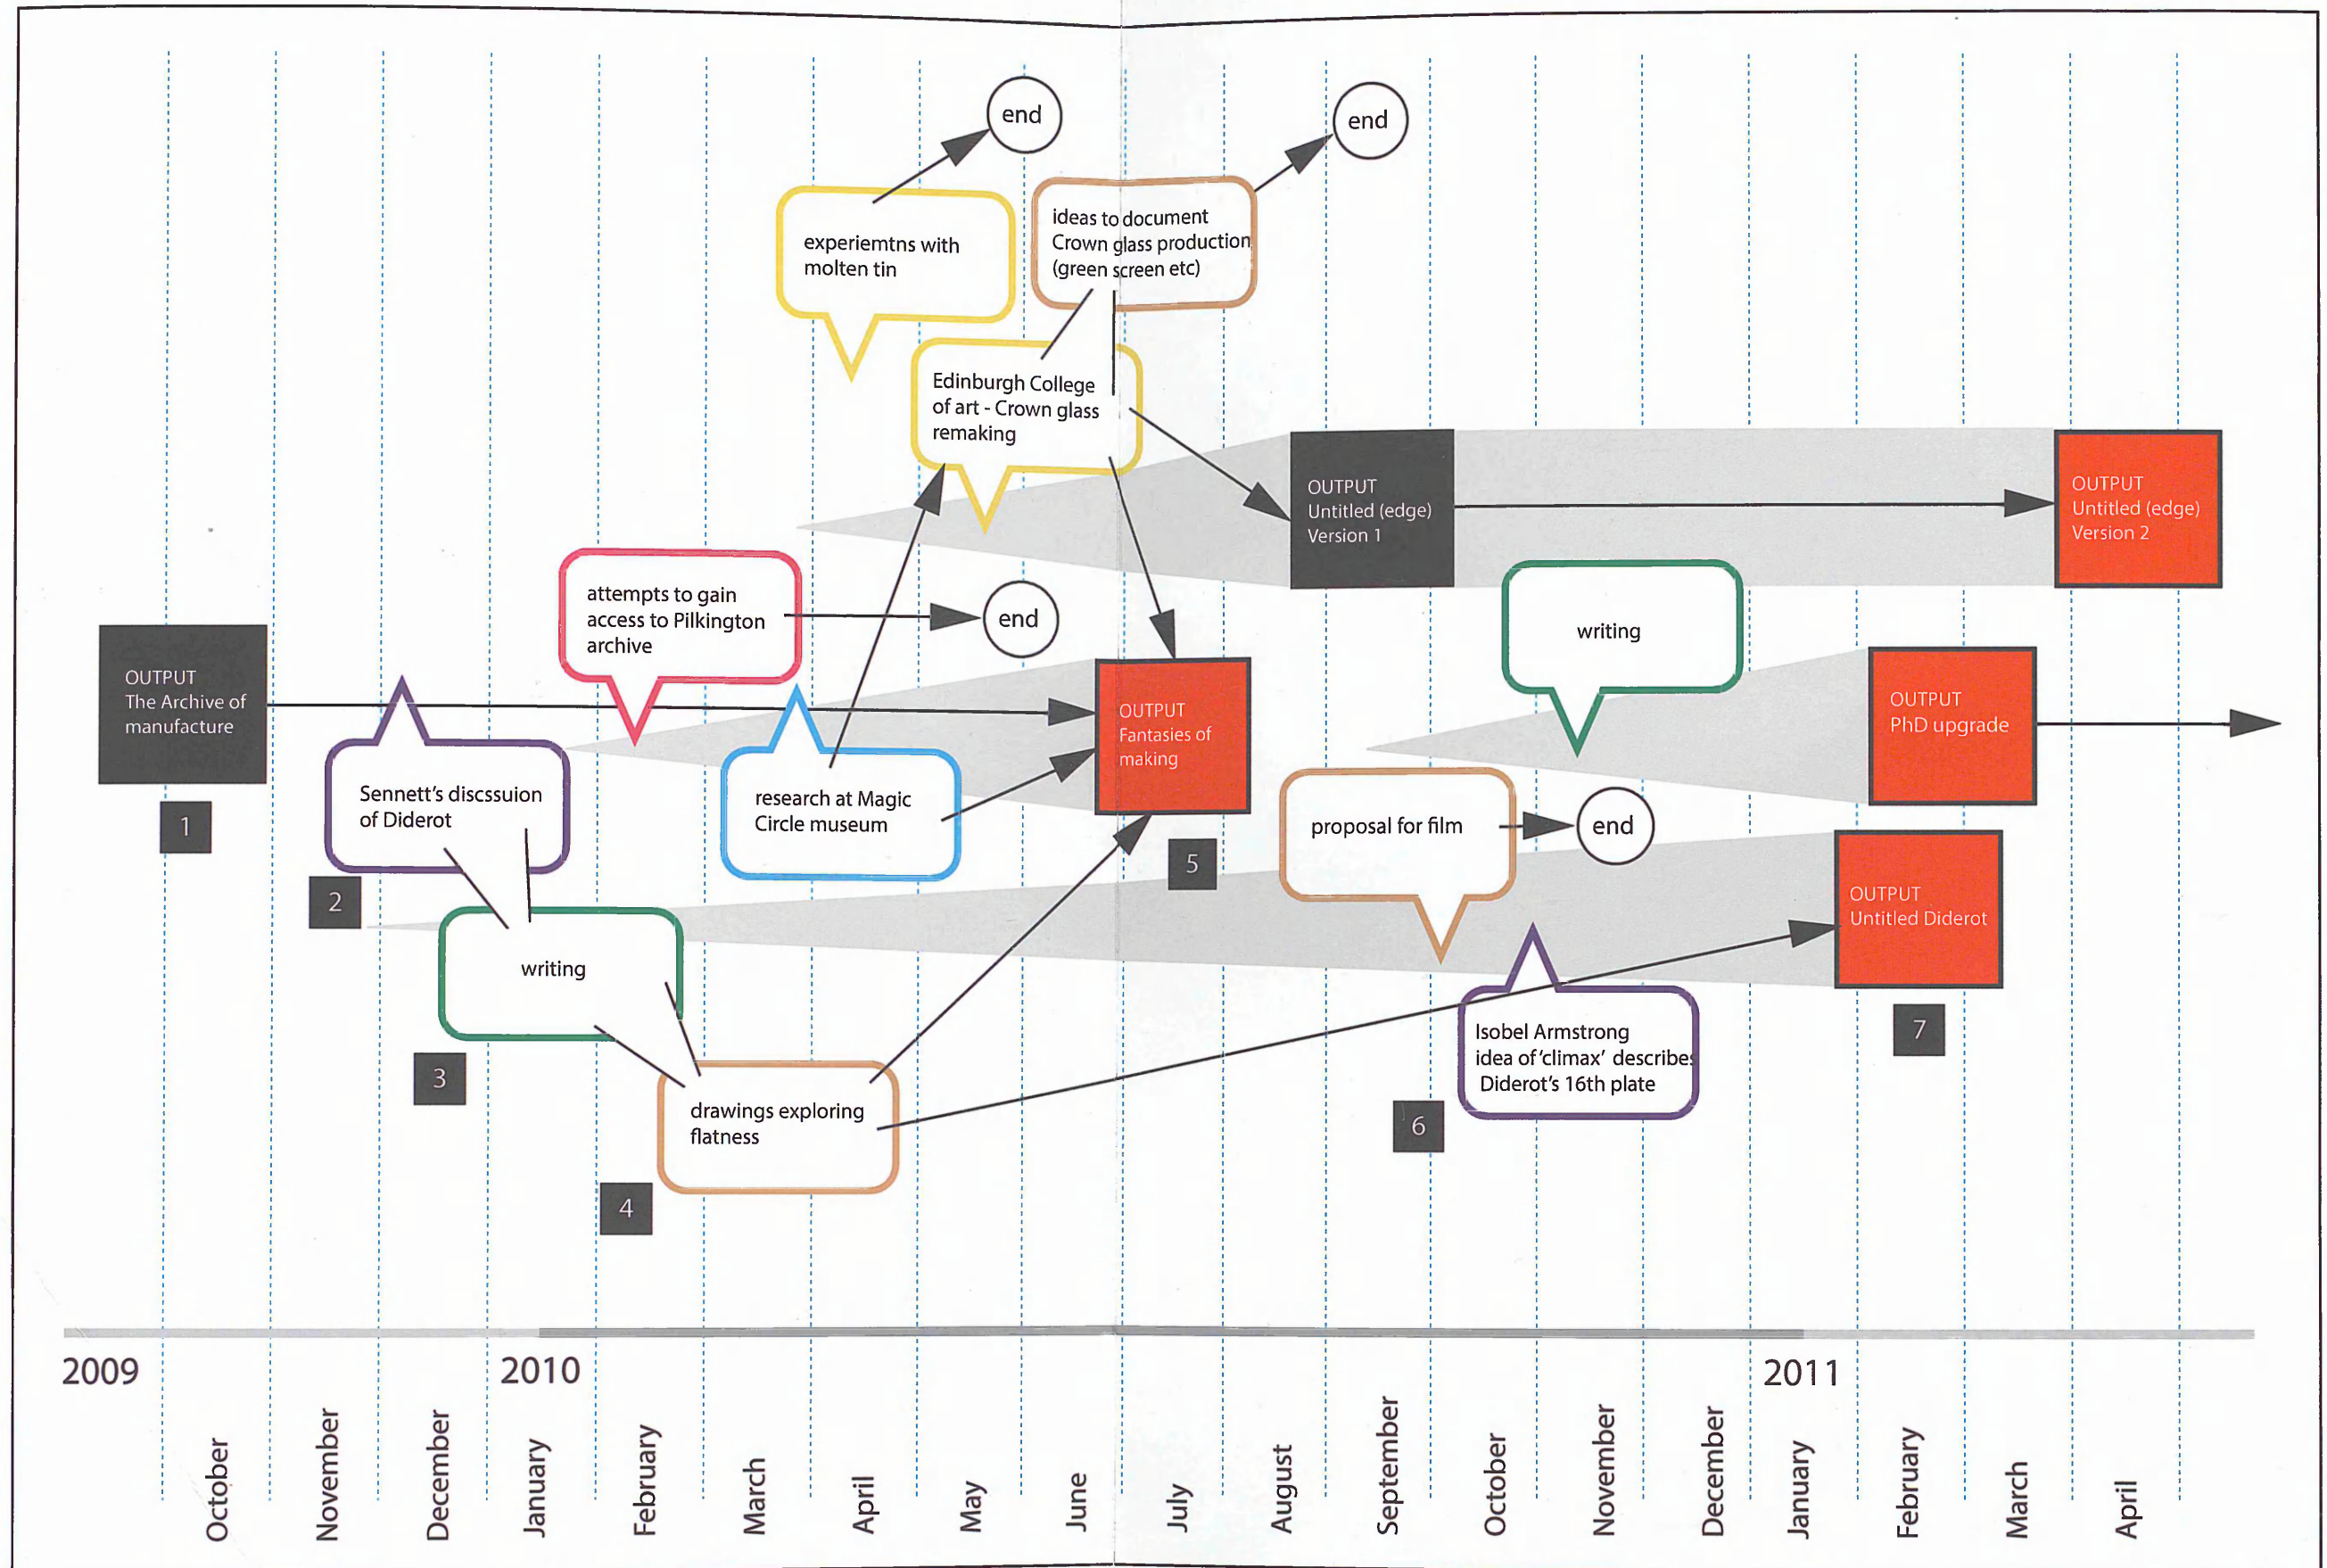 end
end
experiemtns with
molten tin
ideas to document
Crown glass production
(green screen etc)
Edinburgh College
of art - Crown glass
remaking
OUTPUT
Untitled (edge)
Version 1
OUTPUT
Untitled (edge)
Version 2
attempts to gain
access to Pilkington
archive
end
writing
OUTPUT
The Archive of
manufacture
1
OUTPUT
Fantasies of
making
5
OUTPUT
PhD upgrade
Sennett's discssuion
of Diderot
2
research at Magic
Circle museum
proposal for film
end
OUTPUT
Untitled Diderot
7
writing
3
drawings exploring
flatness
4
Isobel Armstrong
idea of 'climax' describes
Diderot's 16th plate
6
2009
2010
2011
October
November
December
January
February
March
April
May
June
July
August
September
October
November
December
January
February
March
April